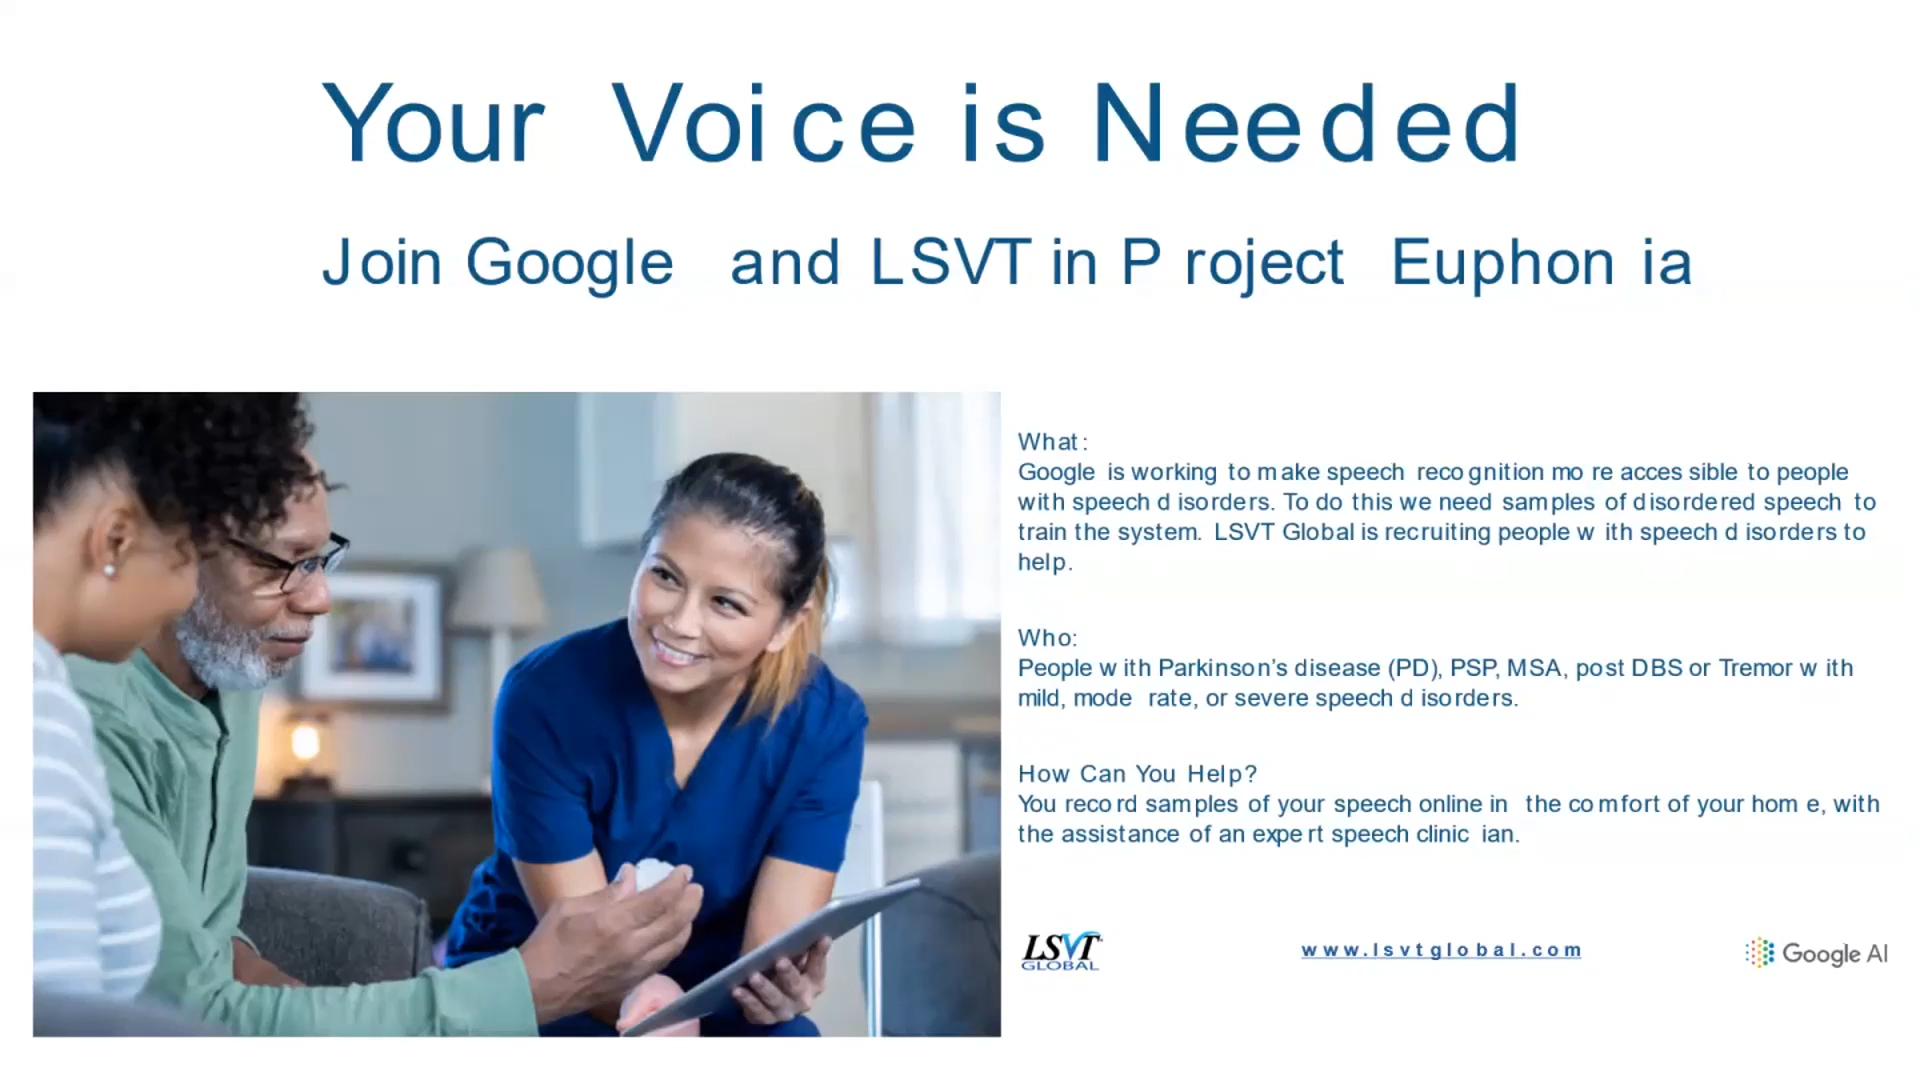 Your Voice is Needed
Join Google and LSVT in Project Euphonia
What:
Google is working to make speech recognition more accessible to people
with speech disorders. To do this we need samples of disordered speech to
train the system. LSVT Global is recruiting people with speech disorders to
help.
Who:
People with Parkinson’s disease (PD), PSP, MSA, post DBS or Tremor with
mild, moderate, or severe speech disorders.
How Can You Help?
You record samples of your speech online in the comfort of your home, with
the assistance of an expert speech clinician.
LSVT
GLOBAL
www.lsvtglobal.com
Google AI